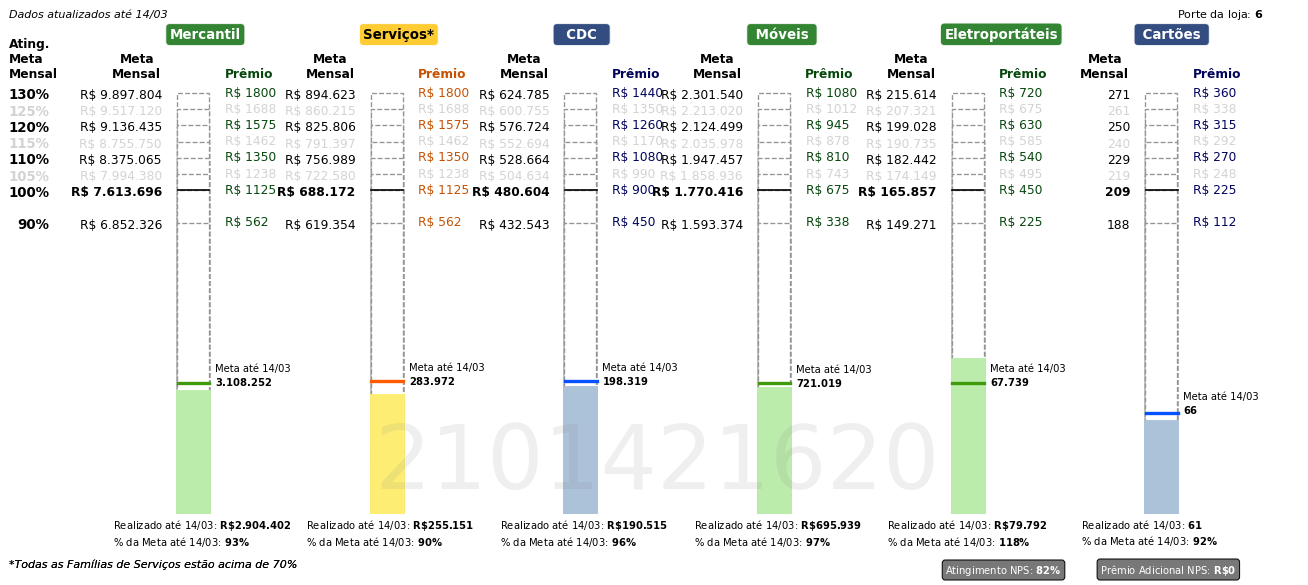 Dados atualizados até 14/03
Porte da loja: 6
Mercantil Serviços* CDC Móveis Eletroportáteis Cartões
Ating.
Meta Meta Meta Meta Meta Meta Meta
Mensal Mensal Prêmio Mensal Prêmio Mensal Prêmio Mensal Prêmio Mensal Prêmio Mensal Prêmio
130% R$ 9.897.804 R$ 1800 R$ 894.623 R$ 1800 R$ 624.785 R$ 1440 R$ 2.301.540 R$ 1080 R$ 215.614 R$ 720 271 R$ 360
125% R$ 9.517.120 R$ 1688 R$ 860.215 R$ 1688 R$ 600.755 R$ 1350 R$ 2.213.020 R$ 1012 R$ 207.321 R$ 675 261 R$ 338
120% R$ 9.136.435 R$ 1575 R$ 825.806 R$ 1575 R$ 576.724 R$ 1260 R$ 2.124.499 R$ 945 R$ 199.028 R$ 630 250 R$ 315
115% R$ 8.755.750 R$ 1462 R$ 791.397 R$ 1462 R$ 552.694 R$ 1170 R$ 2.035.978 R$ 878 R$ 190.735 R$ 585 240 R$ 292
110% R$ 8.375.065 R$ 1350 R$ 756.989 R$ 1350 R$ 528.664 R$ 1080 R$ 1.947.457 R$ 810 R$ 182.442 R$ 540 229 R$ 270
105% R$ 7.994.380 R$ 1238 R$ 722.580 R$ 1238 R$ 504.634 R$ 990 R$ 1.858.936 R$ 743 R$ 174.149 R$ 495 219 R$ 248
100% R$ 7.613.696 R$ 1125 R$ 688.172 R$ 1125 R$ 480.604 R$ 900 R$ 1.770.416 R$ 675 R$ 165.857 R$ 450 209 R$ 225
90% R$ 6.852.326 R$ 562 R$ 619.354 R$ 562 R$ 432.543 R$ 450 R$ 1.593.374 R$ 338 R$ 149.271 R$ 225 188 R$ 112
Meta até 14/03 Meta até 14/03 Meta até 14/03 Meta até 14/03 Meta até 14/03
3.108.252 283.972 198.319 721.019 67.739
Meta até 14/03
66
2101421620
Realizado até 14/03: R$2.904.402 Realizado até 14/03: R$255.151 Realizado até 14/03: R$190.515 Realizado até 14/03: R$695.939 Realizado até 14/03: R$79.792 Realizado até 14/03: 61
% da Meta até 14/03: 93% % da Meta até 14/03: 90% % da Meta até 14/03: 96% % da Meta até 14/03: 97% % da Meta até 14/03: 118% % da Meta até 14/03: 92%
*Todas as Famílias de Serviços estão acima de 70%
Atingimento NPS: 82% Prêmio Adicional NPS: R$0